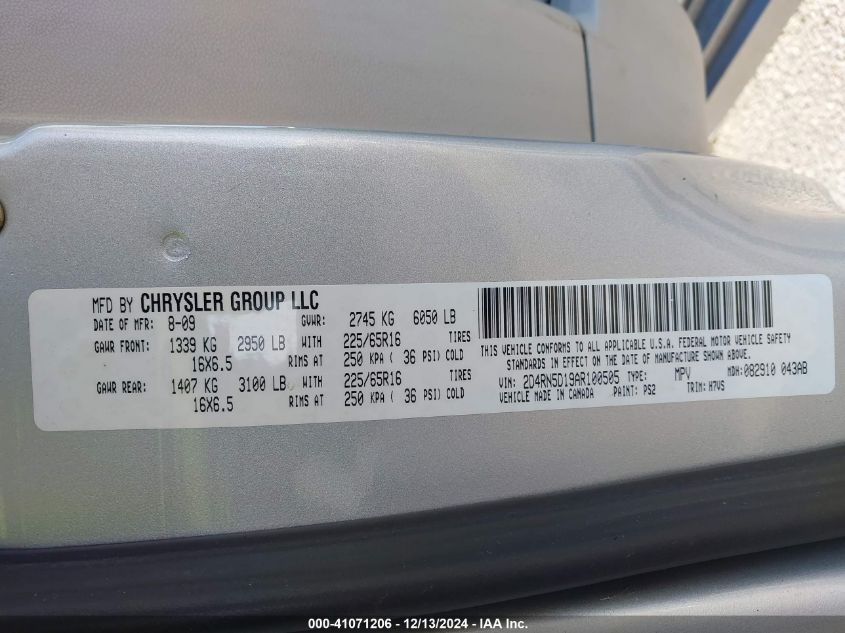 MFD BY CHRYSLER GROUP LLC
DATE OF MFR: 8-09 GVWR: 2745 KG 6050 LB
GAWR FRONT: 1339 KG 2950 LB WITH 225/65R16 TIRES
16X6.5 RIMS AT 250 KPA ( 36 PSI) COLD
GAWR REAR: 1407 KG 3100 LB WITH 225/65R16 TIRES
16X6.5 RIMS AT 250 KPA ( 36 PSI) COLD
THIS VEHICLE CONFORMS TO ALL APPLICABLE U.S.A. FEDERAL MOTOR VEHICLE SAFETY
STANDARDS IN EFFECT ON THE DATE OF MANUFACTURE SHOWN ABOVE.
VIN: 2D4RN5D19AR100505 TYPE: MPV MDH: 082910 043AB
VEHICLE MADE IN CANADA PAINT: PS2 TRIM: H7VS
000-41071206 - 12/13/2024 - IAA Inc.